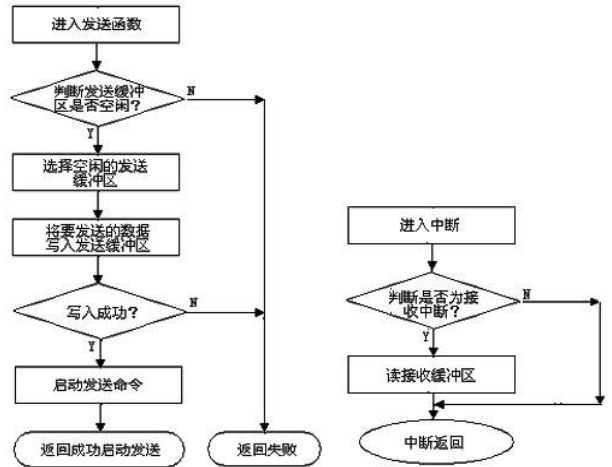 进入发送函数
判断发送缓冲
区是否空闲?
N
Y
选择空闲的发送
缓冲区
将要发送的数据
写入发送缓冲区
写入成功?
N
Y
启动发送命令
返回成功启动发送
返回失败
进入中断
判断是否为接
收中断?
N
Y
读接收缓冲区
中断返回